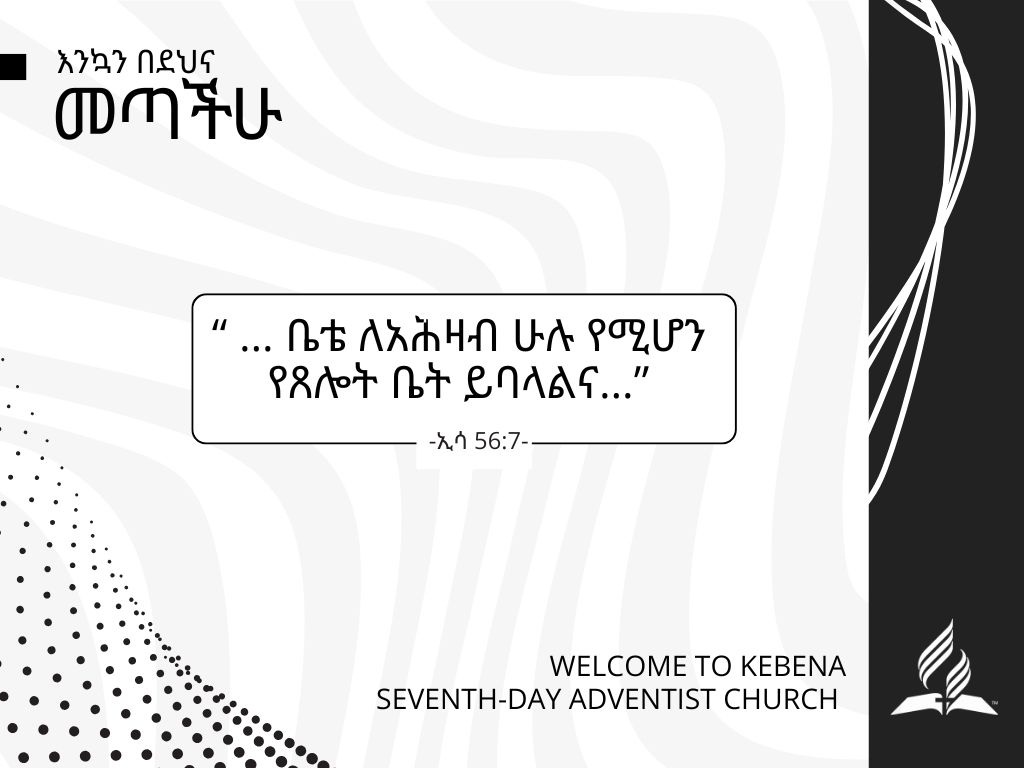 እንኳን በደህና
መጣችሁ
“ ... ቤቴ ለአሕዛብ ሁሉ የሚሆን
የጸሎት ቤት ይባላልና...”
-ኢሳ 56:7-
WELCOME TO KEBENA
SEVENTH-DAY ADVENTIST CHURCH
TM